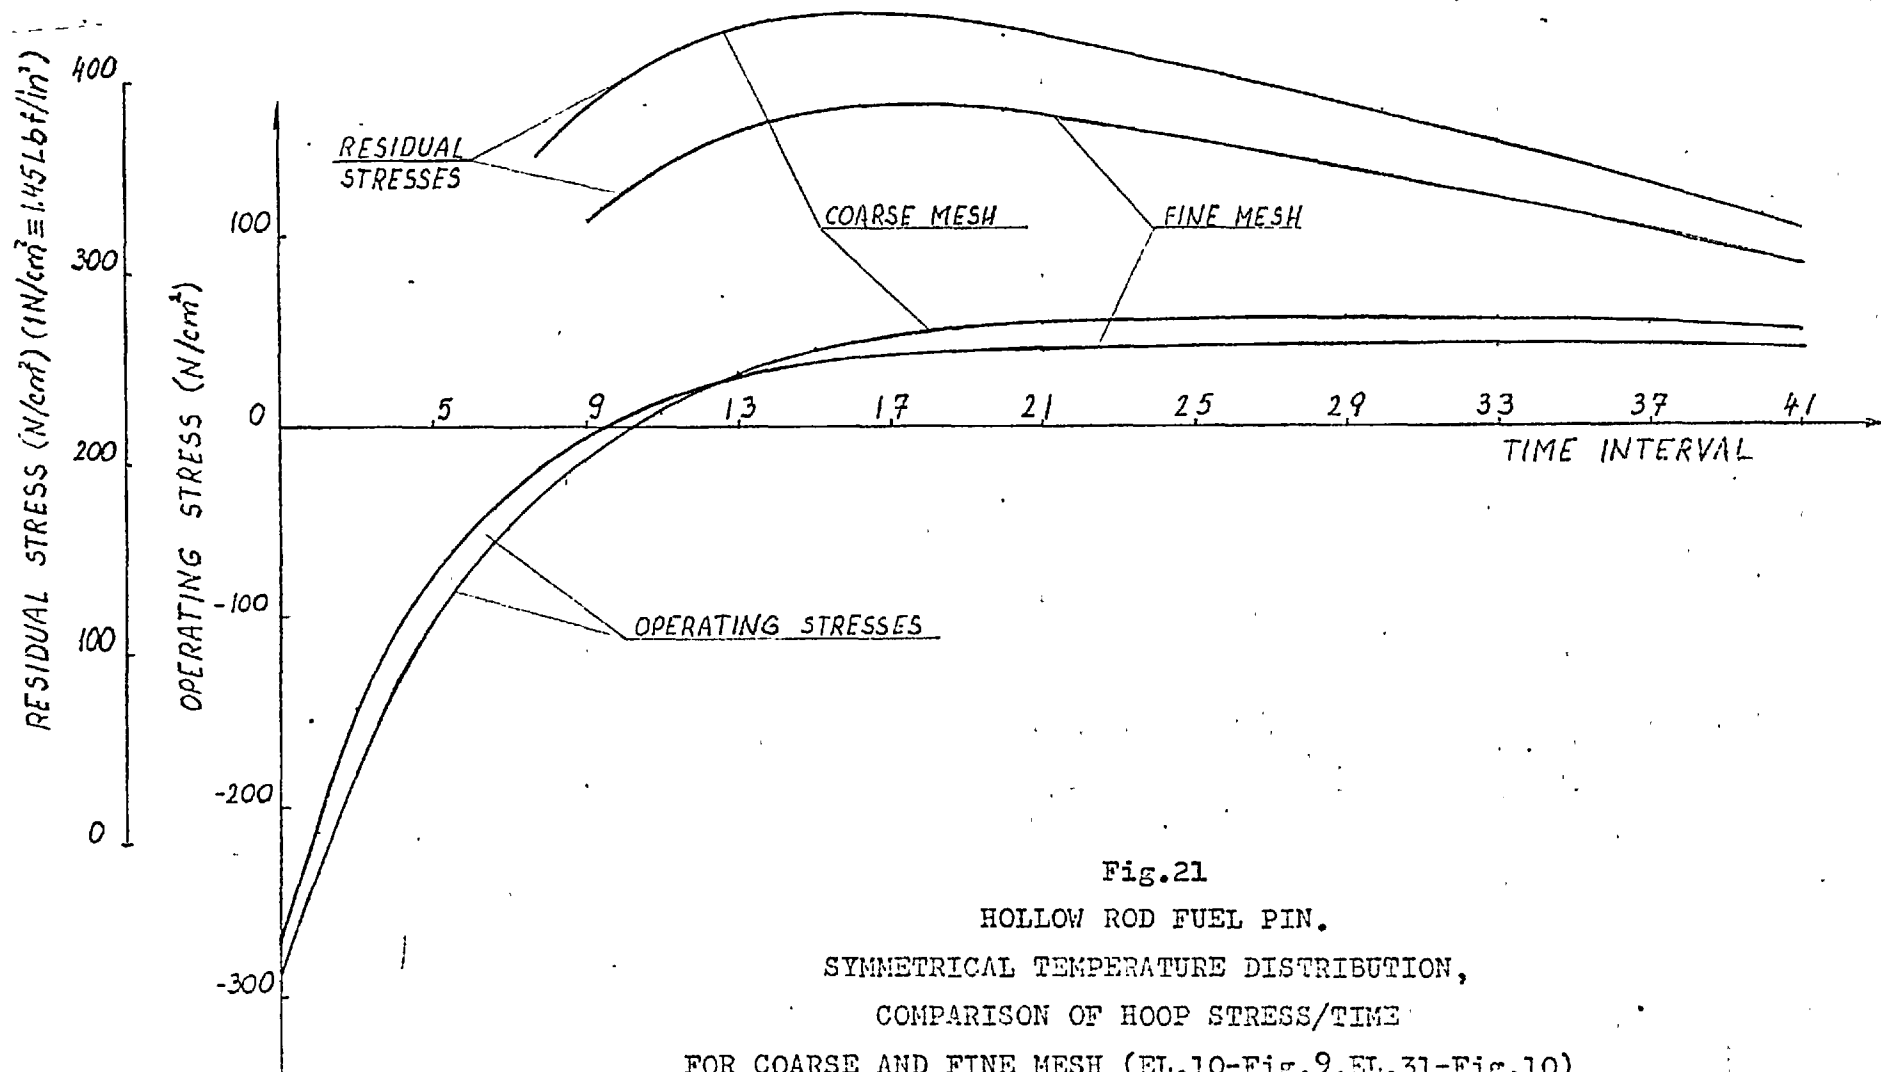 RESIDUAL STRESS (N/cm²) (1N/cm² ≡ 1.45 Lbf/in²)
400
300
200
100
0
OPERATING STRESS (N/cm²)
100
0
-100
-200
-300
RESIDUAL
STRESSES
COARSE MESH
FINE MESH
5 9 13 17 21 25 29 33 37 41
TIME INTERVAL
OPERATING STRESSES
Fig.21
HOLLOW ROD FUEL PIN.
SYMMETRICAL TEMPERATURE DISTRIBUTION,
COMPARISON OF HOOP STRESS/TIME
FOR COARSE AND FINE MESH (EL.10-Fig.9,EL.31-Fig.10)